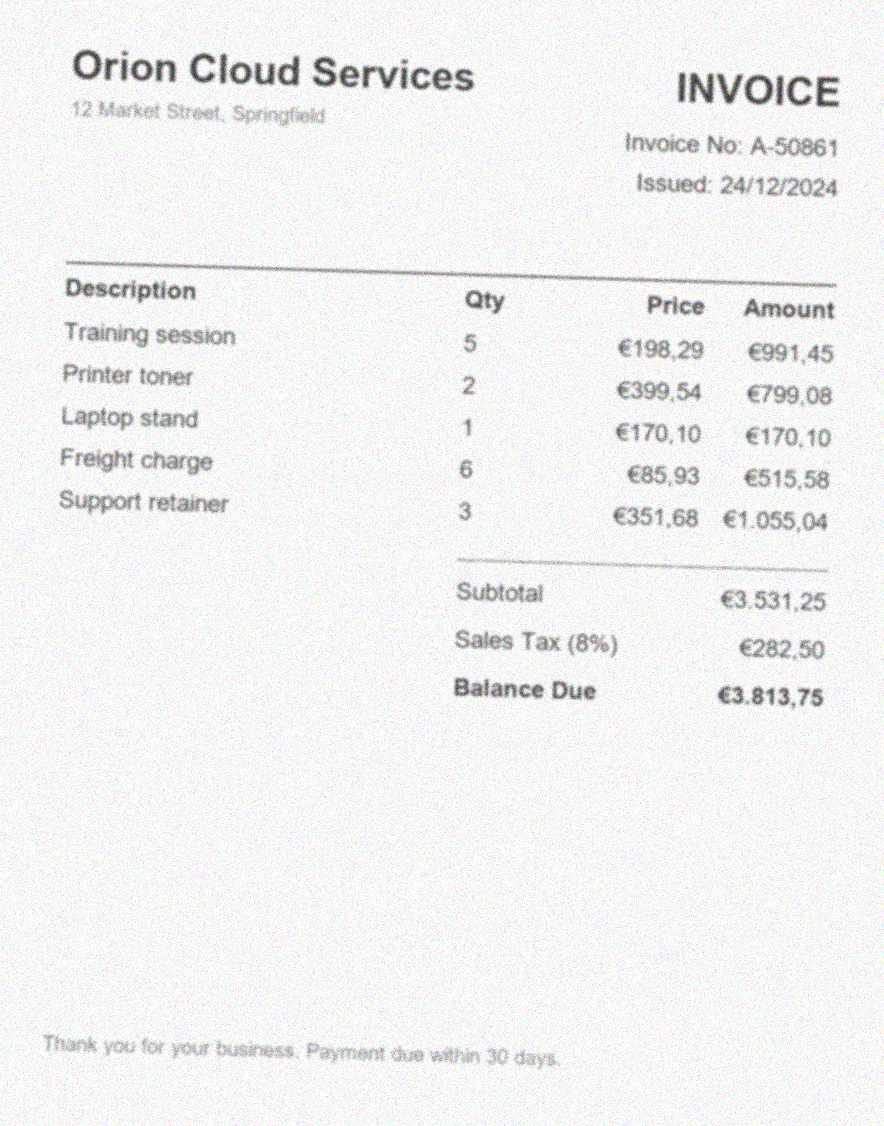 Orion Cloud Services
12 Market Street, Springfield
INVOICE
Invoice No: A-50861
Issued: 24/12/2024
Description Qty Price Amount
Training session 5 €198,29 €991,45
Printer toner 2 €399,54 €799,08
Laptop stand 1 €170,10 €170,10
Freight charge 6 €85,93 €515,58
Support retainer 3 €351,68 €1.055,04
Subtotal €3.531,25
Sales Tax (8%) €282,50
Balance Due €3.813,75
Thank you for your business. Payment due within 30 days.